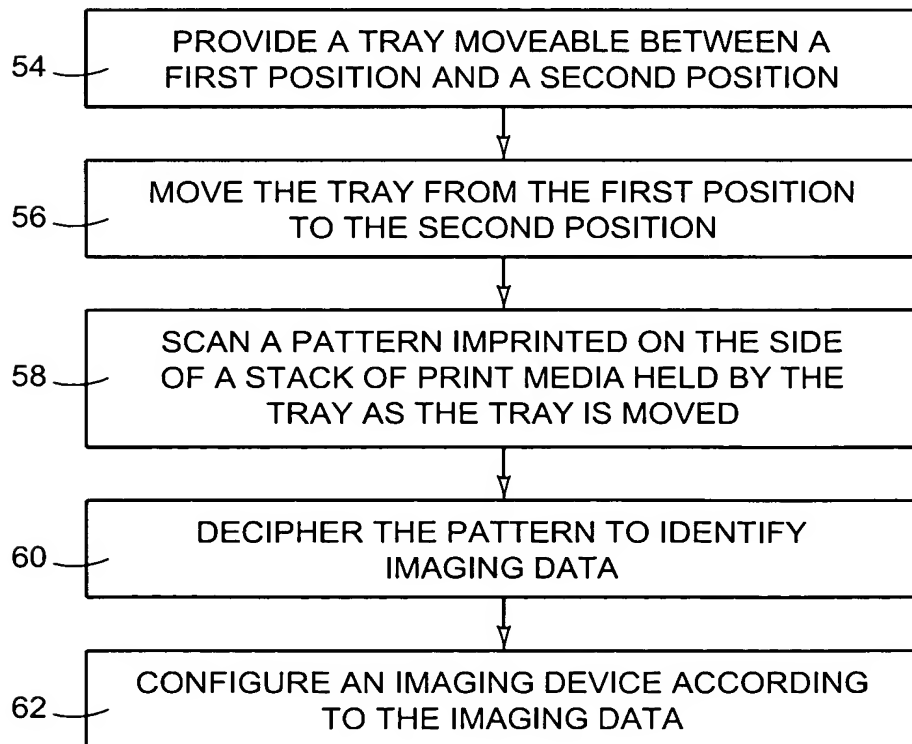 54
PROVIDE A TRAY MOVEABLE BETWEEN A
FIRST POSITION AND A SECOND POSITION
56
MOVE THE TRAY FROM THE FIRST POSITION
TO THE SECOND POSITION
58
SCAN A PATTERN IMPRINTED ON THE SIDE
OF A STACK OF PRINT MEDIA HELD BY THE
TRAY AS THE TRAY IS MOVED
60
DECIPHER THE PATTERN TO IDENTIFY
IMAGING DATA
62
CONFIGURE AN IMAGING DEVICE ACCORDING
TO THE IMAGING DATA